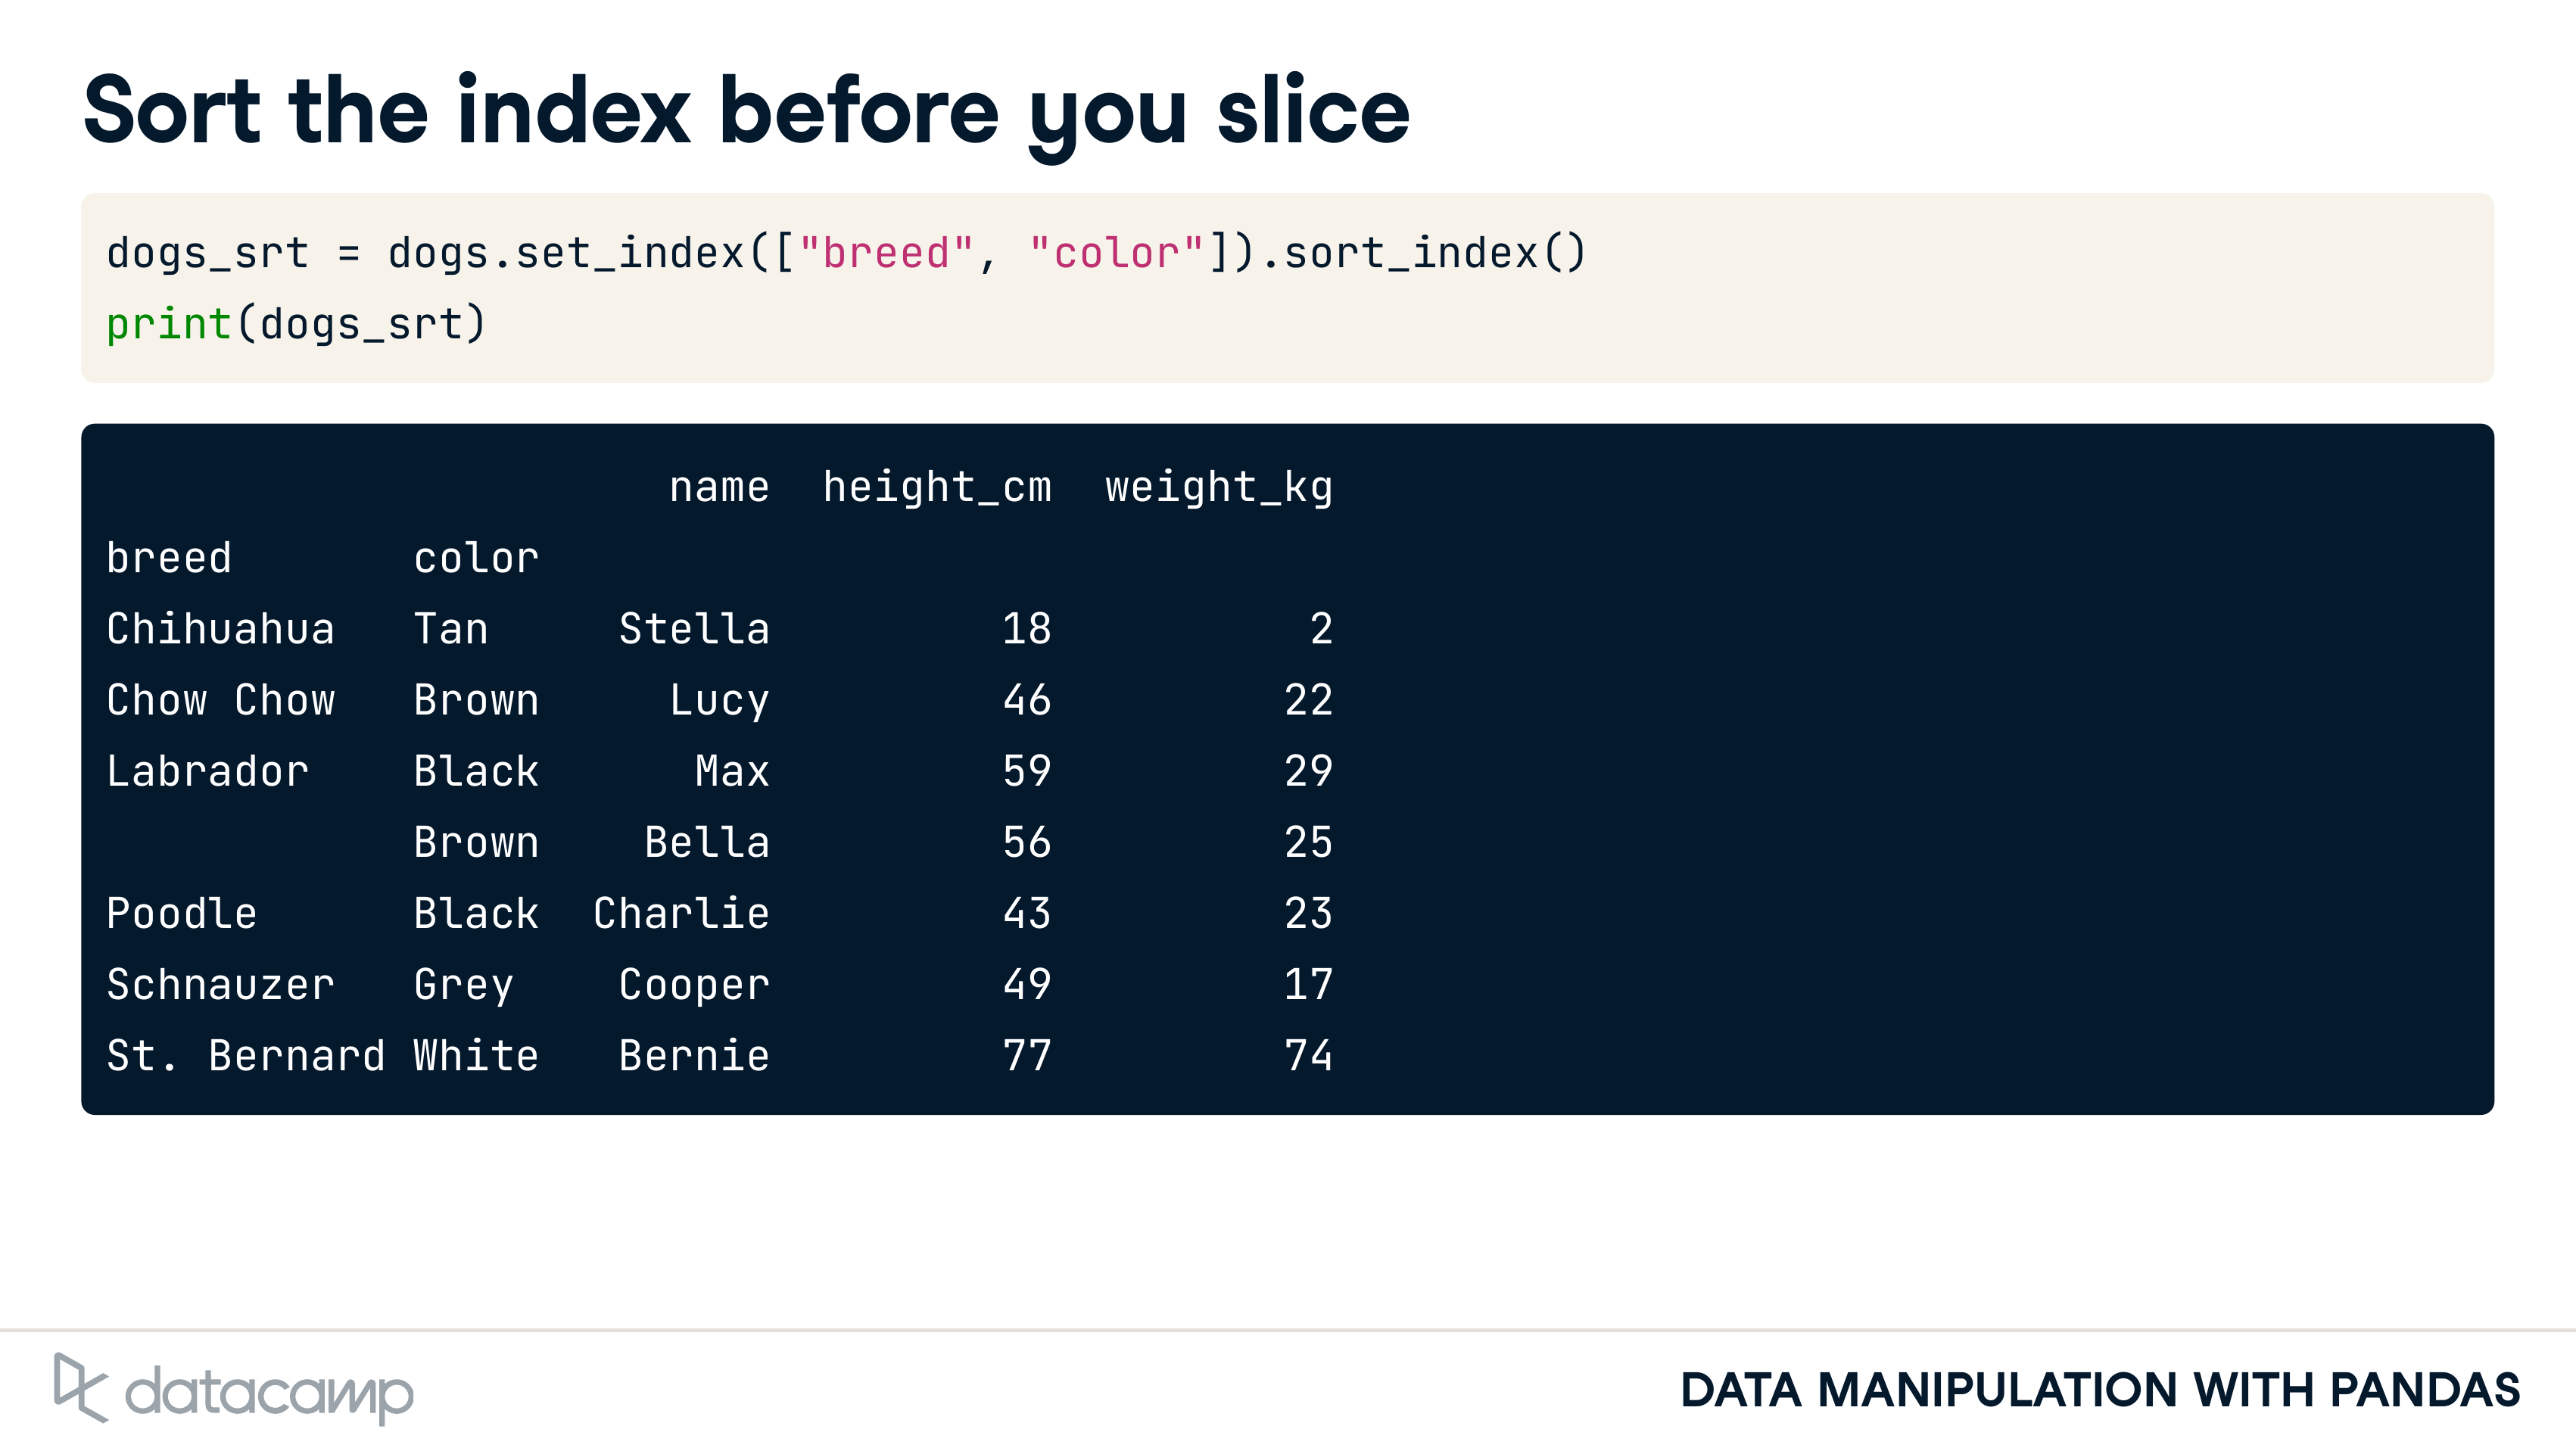 Sort the index before you slice
dogs_srt = dogs.set_index(["breed", "color"]).sort_index()
print(dogs_srt)
                      name  height_cm  weight_kg
breed       color
Chihuahua   Tan     Stella         18          2
Chow Chow   Brown     Lucy         46         22
Labrador    Black      Max         59         29
            Brown    Bella         56         25
Poodle      Black  Charlie         43         23
Schnauzer   Grey    Cooper         49         17
St. Bernard White   Bernie         77         74
datacamp
DATA MANIPULATION WITH PANDAS